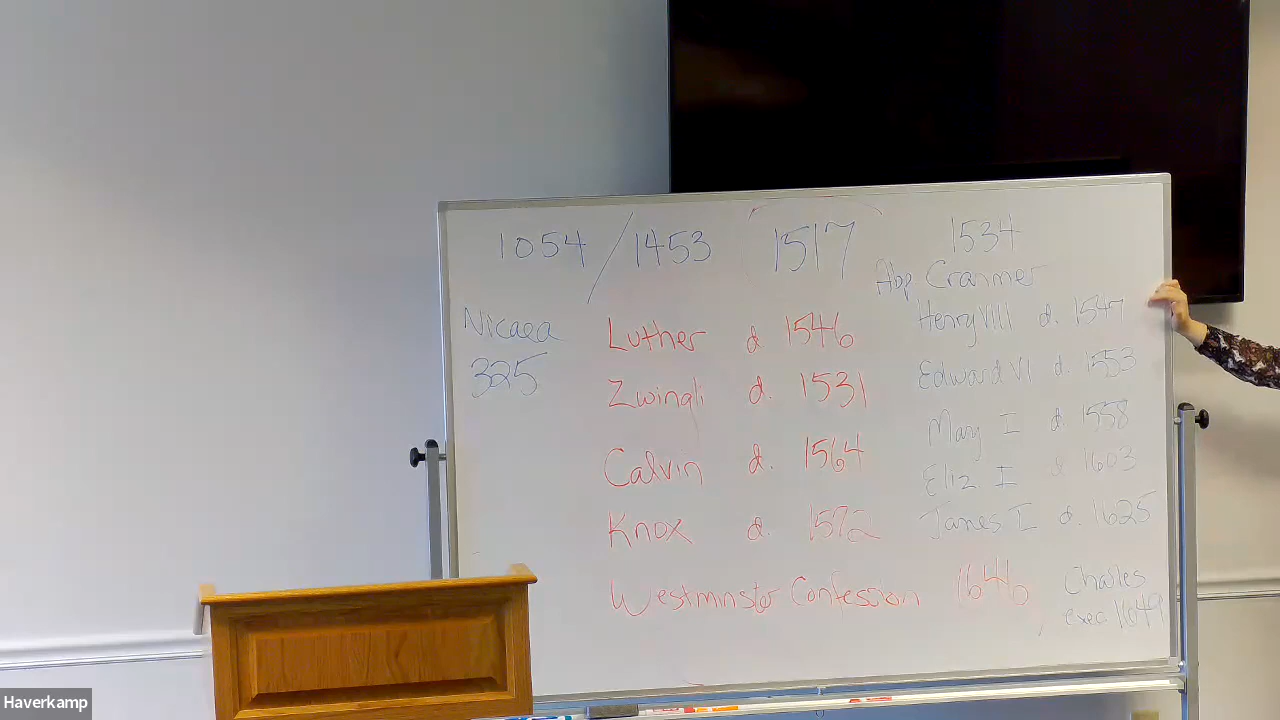 1054 / 1453 1517 1534
Abp Cranmer
Nicaea
325
Luther d 1546
Zwingli d. 1531
Calvin d. 1564
Knox d. 1572
Westminster Confession 1646
Henry VIII d. 1547
Edward VI d. 1553
Mary I d. 1558
Eliz I d 1603
James I d. 1625
Charles
exec 1649
Haverkamp